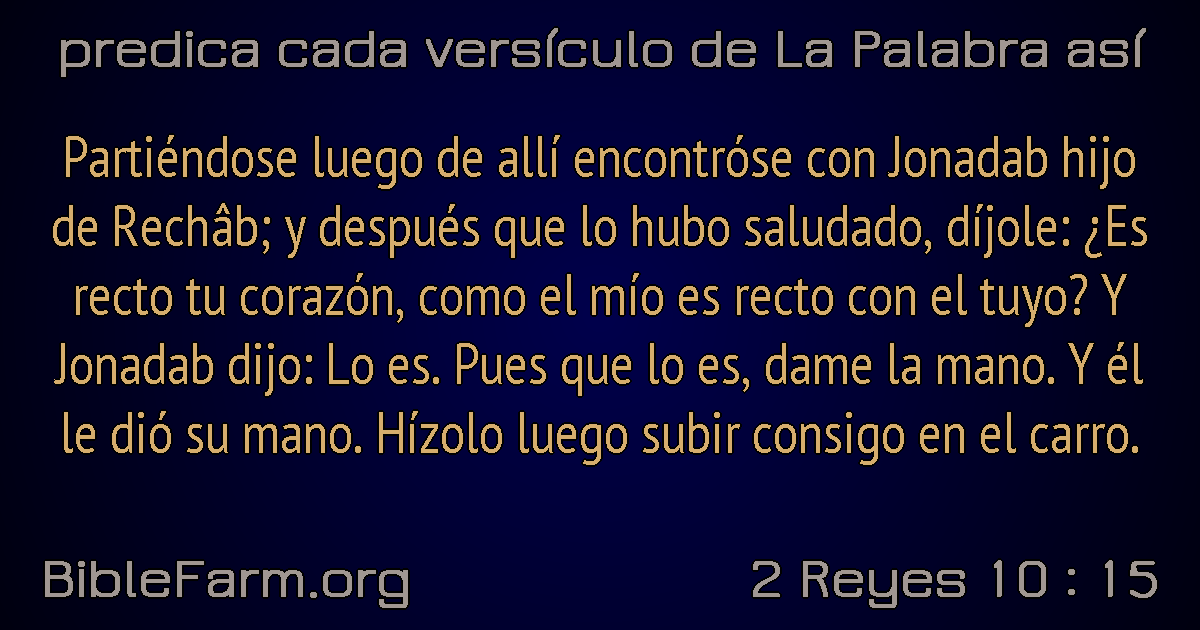 predica cada versículo de La Palabra así
Partiéndose luego de allí encontróse con Jonadab hijo
de Rechâb; y después que lo hubo saludado, díjole: ¿Es
recto tu corazón, como el mío es recto con el tuyo? Y
Jonadab dijo: Lo es. Pues que lo es, dame la mano. Y él
le dió su mano. Hízolo luego subir consigo en el carro.
BibleFarm.org
2 Reyes 10 : 15